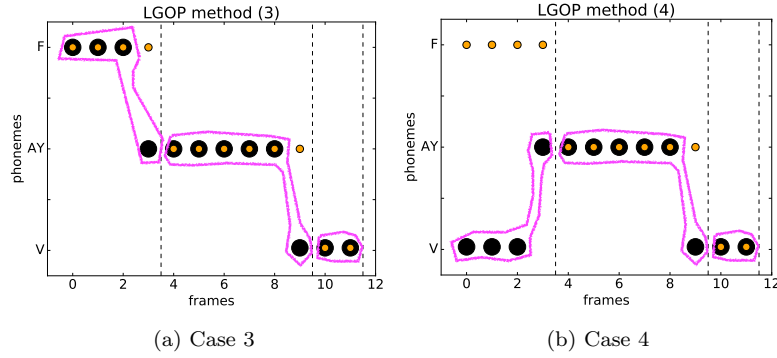 LGOP method (3)
F
AY
V
phonemes
0 2 4 6 8 10 12
frames
(a) Case 3
LGOP method (4)
F
AY
V
phonemes
0 2 4 6 8 10 12
frames
(b) Case 4